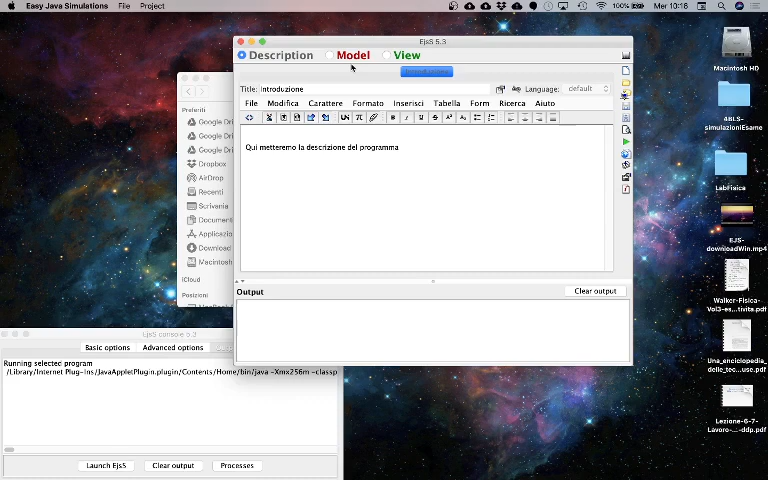 Easy Java Simulations File Project
100% Mer 10:16
EjsS 5.3
Description Model View
Title: Introduzione
Language: default
File Modifica Carattere Formato Inserisci Tabella Form Ricerca Aiuto
Qui metteremo la descrizione del programma
Output
Clear output
Preferiti
Google Dri
Google Dri
Google Dri
Dropbox
AirDrop
Recenti
Scrivania
Document
Applicazio
Download
Macintosh
iCloud
Posizioni
EjsS console 5.3
Basic options Advanced options
Running selected program
/Library/Internet Plug-Ins/JavaAppletPlugin.plugin/Contents/Home/bin/java -Xmx256m -classp
Launch EjsS Clear output Processes
Macintosh HD
4BLS-
simulazioniEsame
LabFisica
EJS-
downloadWin.mp4
Walker-Fisica-
Vol3-es...tivita.pdf
Una_enciclopedia_
delle_tec...use.pdf
Lezione-6-7-
Lavoro-...-ddp.pdf